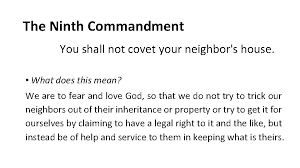 The Ninth Commandment
You shall not covet your neighbor's house.
• What does this mean?
We are to fear and love God, so that we do not try to trick our
neighbors out of their inheritance or property or try to get it for
ourselves by claiming to have a legal right to it and the like, but
instead be of help and service to them in keeping what is theirs.